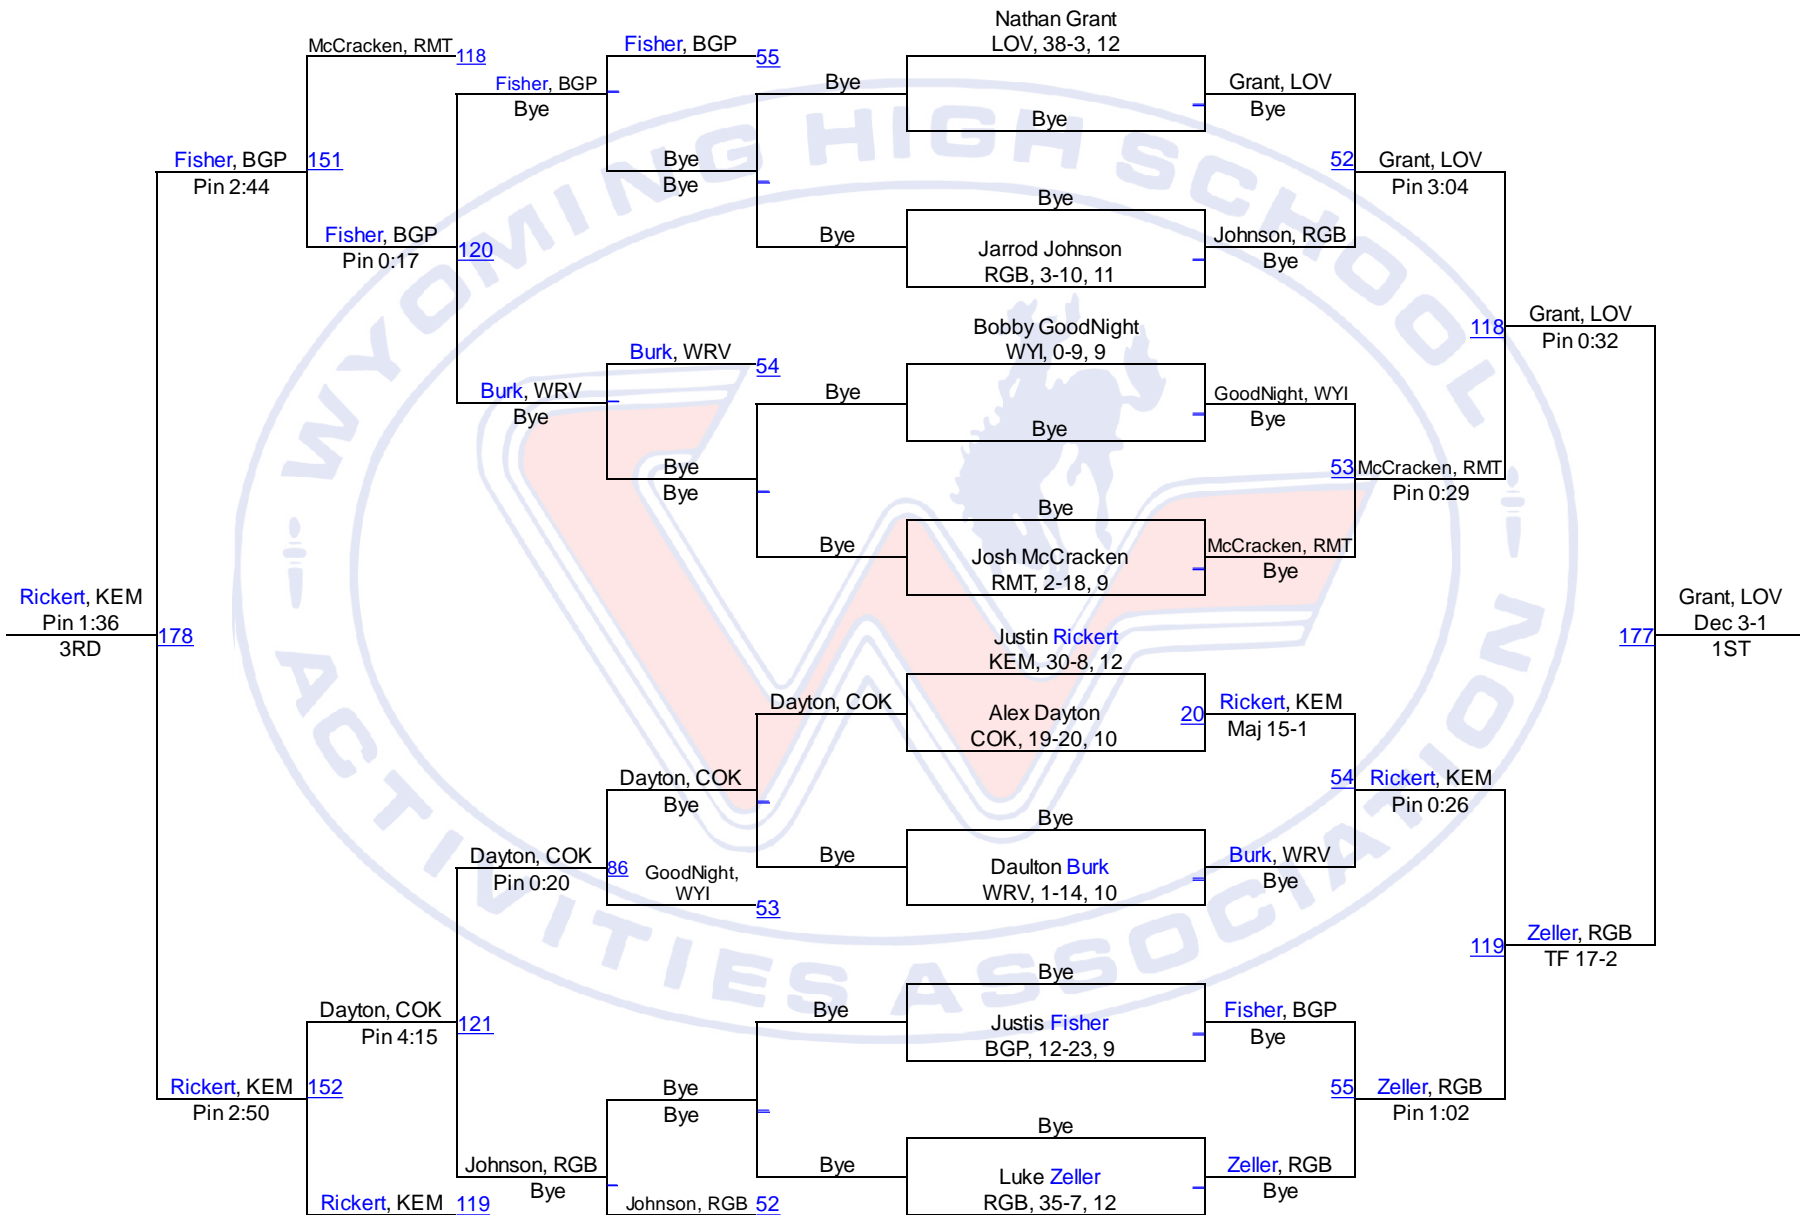 Nathan Grant
LOV, 38-3, 12
McCracken, RMT 118
Fisher, BGP 55
Fisher, BGP
Bye
Bye
Bye
Grant, LOV
Bye
Fisher, BGP 151
Pin 2:44
Bye
Bye
52 Grant, LOV
Pin 3:04
Bye
Fisher, BGP 120
Pin 0:17
Bye
Jarrod Johnson
RGB, 3-10, 11
Johnson, RGB
Bye
Bobby GoodNight
WYI, 0-9, 9
118 Grant, LOV
Pin 0:32
Burk, WRV 54
Burk, WRV
Bye
Bye
Bye
GoodNight, WYI
Bye
Bye
Bye
53 McCracken, RMT
Pin 0:29
Bye
Bye
Josh McCracken
RMT, 2-18, 9
McCracken, RMT
Bye
Rickert, KEM
Pin 1:36
3RD
178
177
Grant, LOV
Dec 3-1
1ST
Justin Rickert
KEM, 30-8, 12
Dayton, COK
Alex Dayton
COK, 19-20, 10
20 Rickert, KEM
Maj 15-1
Dayton, COK
Bye
54 Rickert, KEM
Pin 0:26
Bye
Dayton, COK 86
Pin 0:20
GoodNight,
WYI
53
Bye
Daulton Burk
WRV, 1-14, 10
Burk, WRV
Bye
119 Zeller, RGB
TF 17-2
Bye
Dayton, COK 121
Pin 4:15
Bye
Justis Fisher
BGP, 12-23, 9
Fisher, BGP
Bye
Rickert, KEM 152
Pin 2:50
Bye
Bye
55 Zeller, RGB
Pin 1:02
Bye
Johnson, RGB
Bye
Bye
Luke Zeller
RGB, 35-7, 12
Zeller, RGB
Bye
Rickert, KEM 119
Johnson, RGB 52
WYOMING HIGH SCHOOL
ACTIVITIES ASSOCIATION